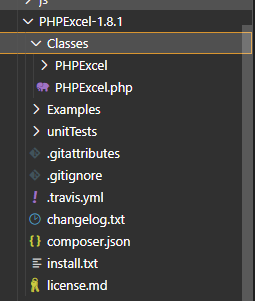 js
PHPExcel-1.8.1
Classes
PHPExcel
PHPExcel.php
Examples
unitTests
.gitattributes
.gitignore
.travis.yml
changelog.txt
composer.json
install.txt
license.md